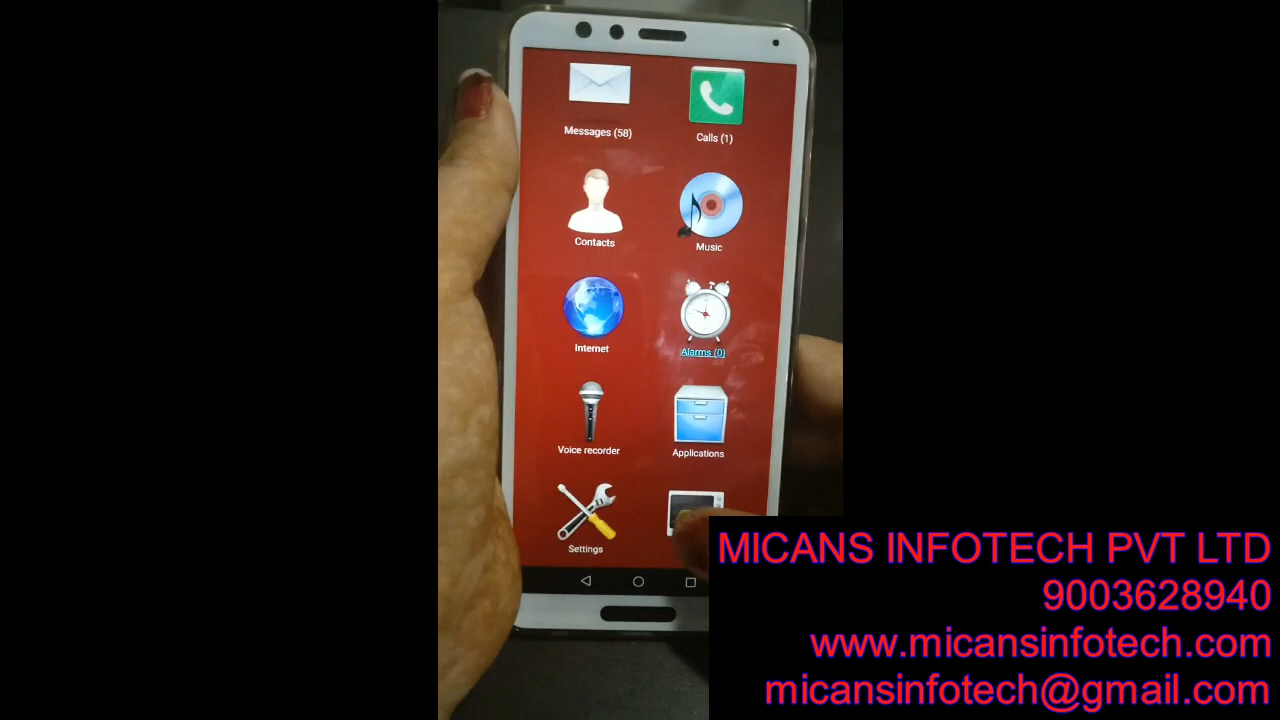 Messages (58)
Calls (1)
Contacts
Music
Internet
Alarms (0)
Voice recorder
Applications
Settings
MICANS INFOTECH PVT LTD
9003628940
www.micansinfotech.com
micansinfotech@gmail.com